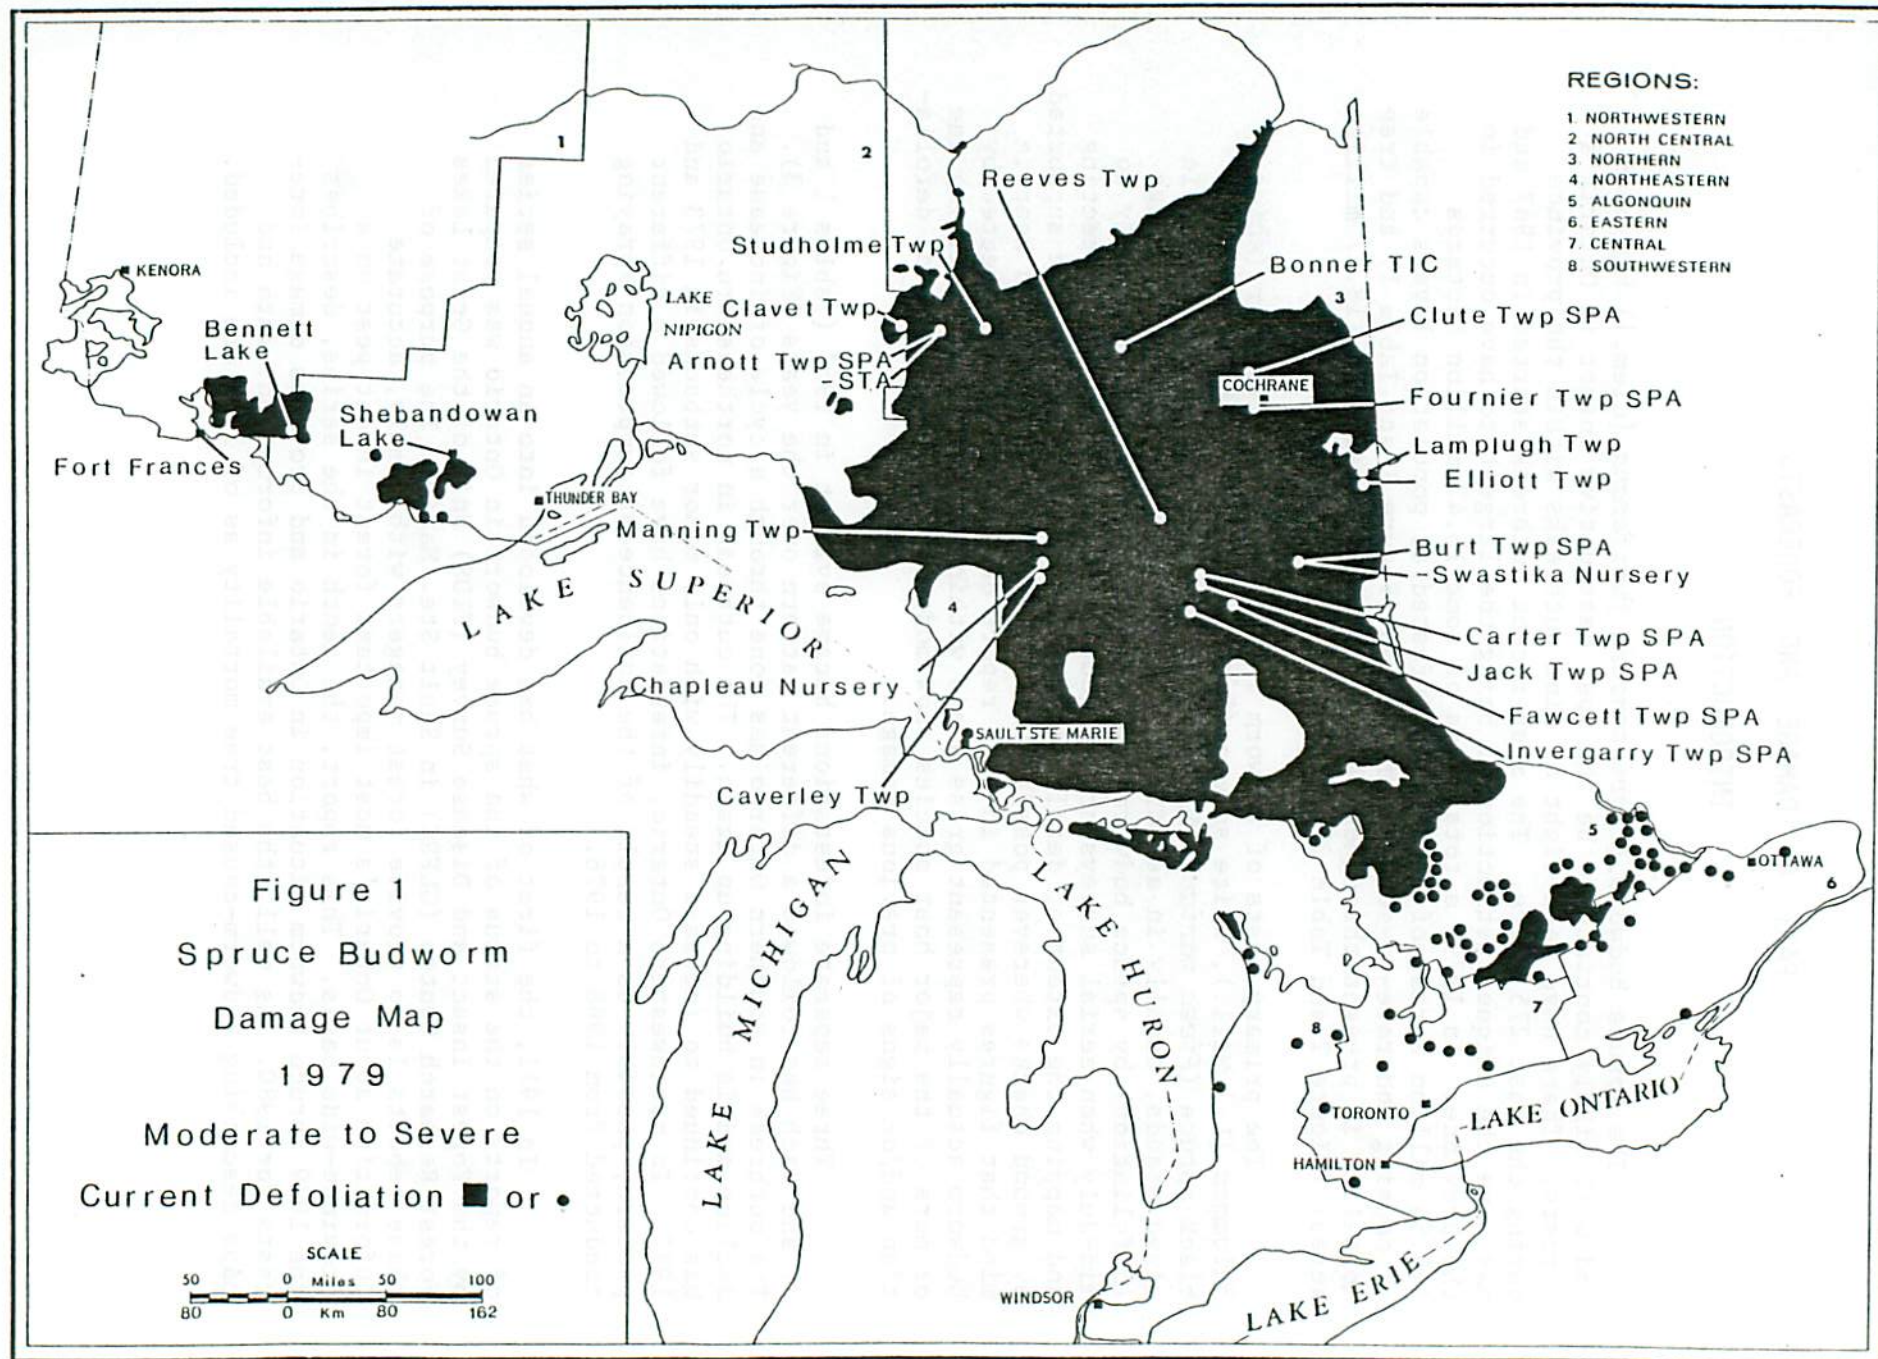 REGIONS:
1. NORTHWESTERN
2 NORTH CENTRAL
3 NORTHERN
4 NORTHEASTERN
5 ALGONQUIN
6 EASTERN
7. CENTRAL
8. SOUTHWESTERN
1
2
3
4
5
6
7
8
Reeves Twp
Studholme Twp
Bonner TIC
KENORA
LAKE
NIPIGON
Clavet Twp
Clute Twp SPA
Bennett
Lake
Arnott Twp SPA
-STA
COCHRANE
Fournier Twp SPA
Shebandowan
Lake
Lamplugh Twp
Fort Frances
Elliott Twp
THUNDER BAY
Manning Twp
Burt Twp SPA
-Swastika Nursery
LAKE SUPERIOR
Carter Twp SPA
Jack Twp SPA
Chapleau Nursery
Fawcett Twp SPA
SAULT STE MARIE
Invergarry Twp SPA
Caverley Twp
OTTAWA
LAKE MICHIGAN
LAKE HURON
TORONTO
LAKE ONTARIO
HAMILTON
WINDSOR
LAKE ERIE
Figure 1
Spruce Budworm
Damage Map
1979
Moderate to Severe
Current Defoliation ■ or •
SCALE
50 0 Miles 50 100
80 0 Km 80 162